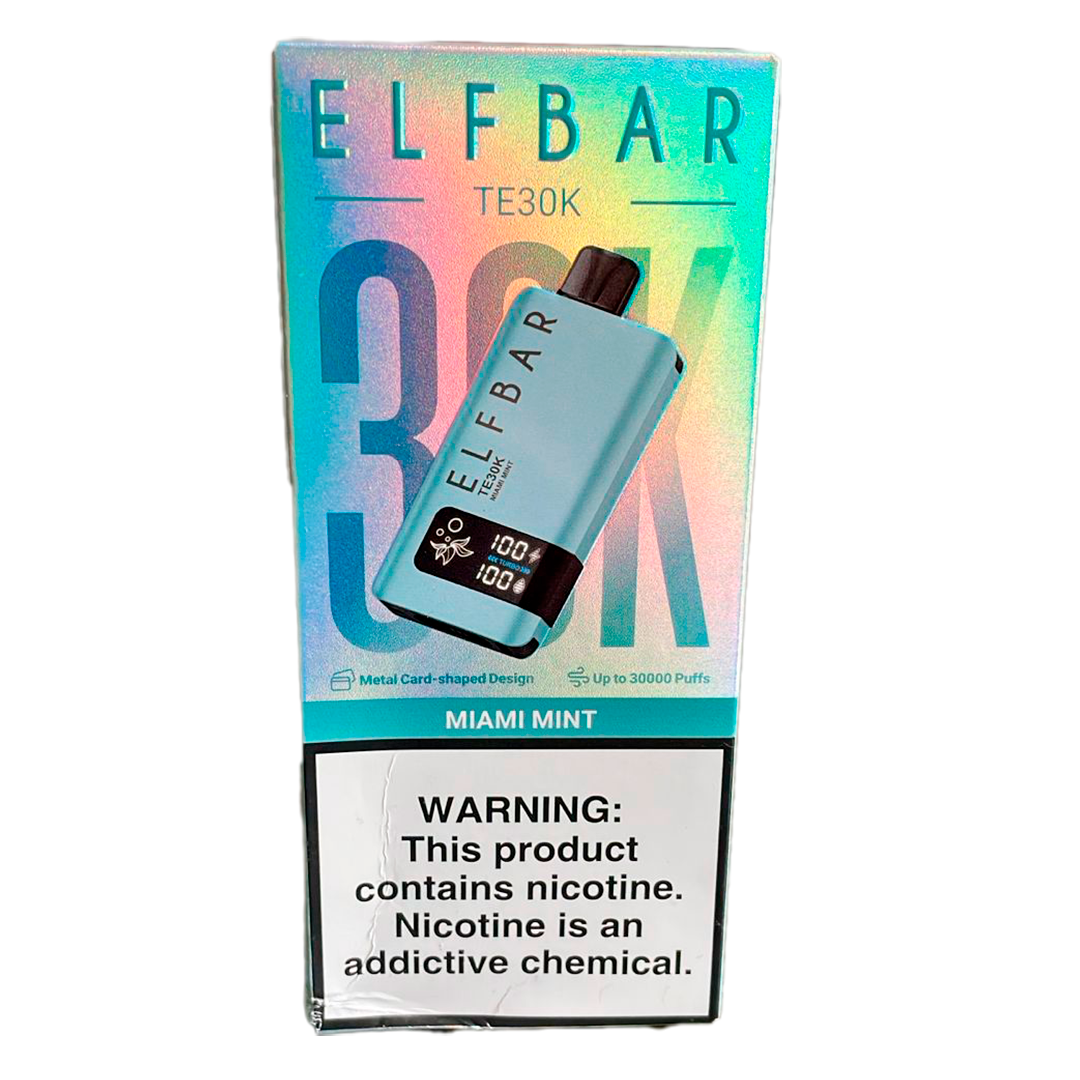 ELFBAR
TE30K
30K
ELFBAR
TE30K
MIAMI MINT
100
100
Metal Card-shaped Design
Up to 30000 Puffs
MIAMI MINT
WARNING:
This product
contains nicotine.
Nicotine is an
addictive chemical.